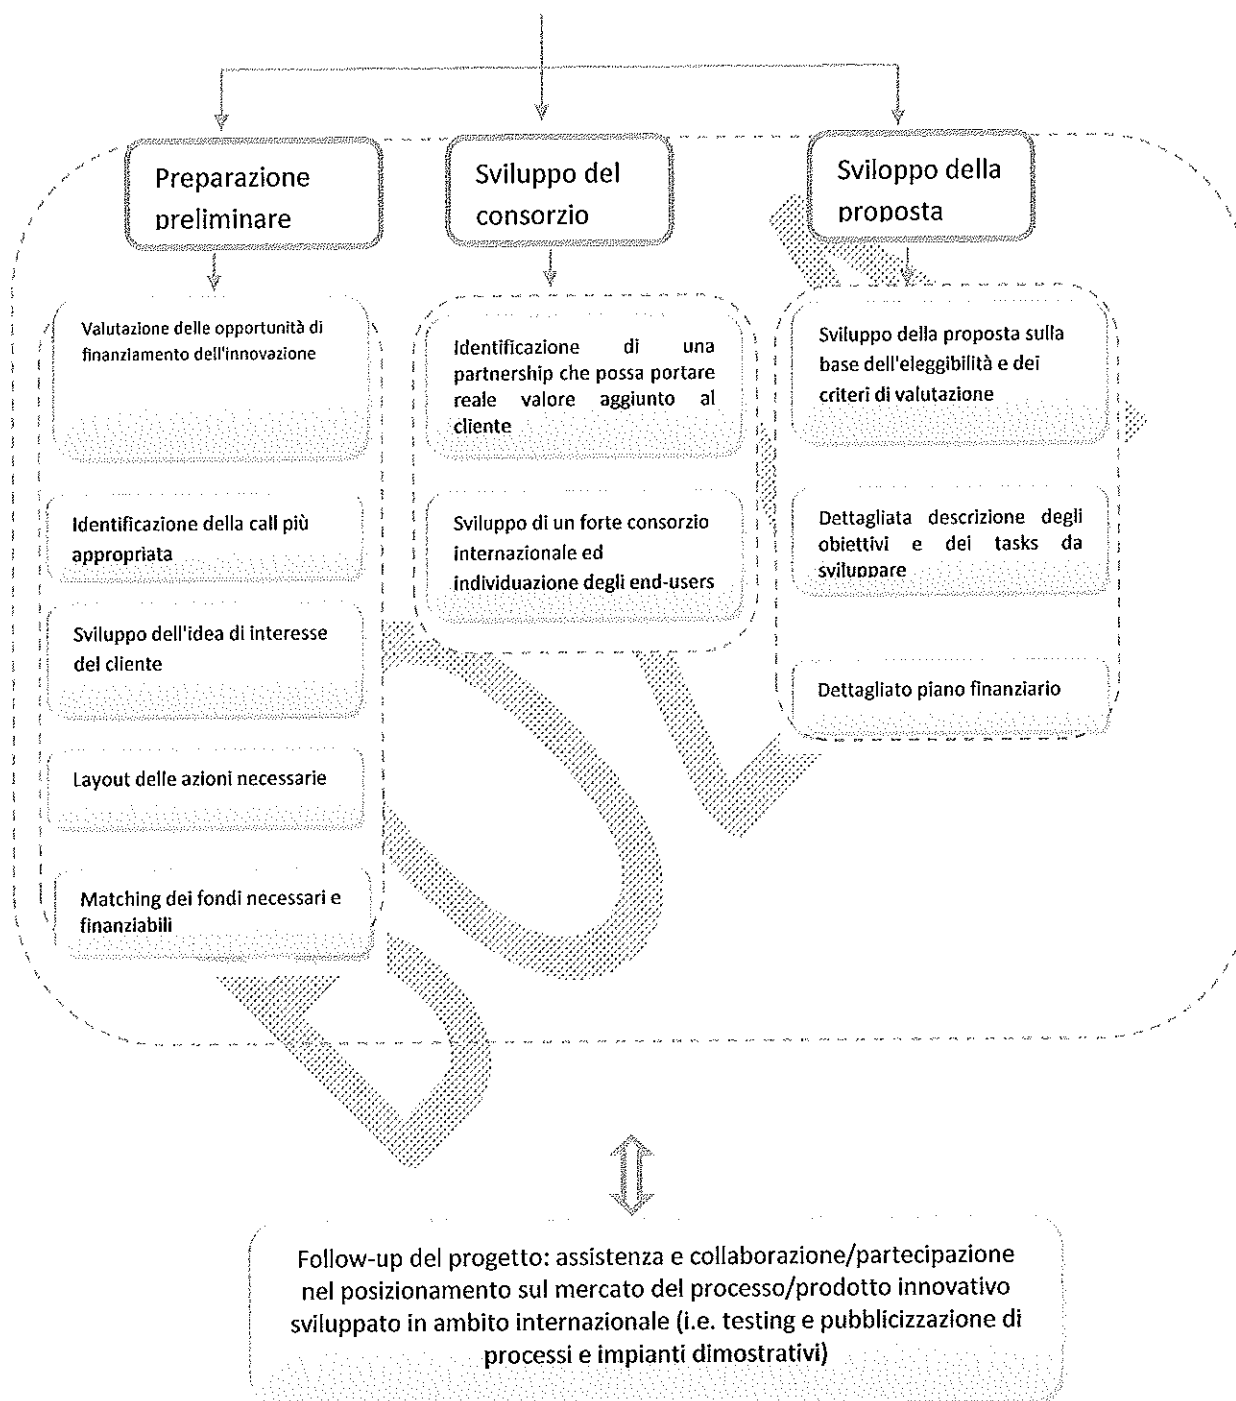 Preparazione
preliminare
Valutazione delle opportunità di
finanziamento dell'innovazione
Identificazione della call più
appropriata
Sviluppo dell'idea di interesse
del cliente
Layout delle azioni necessarie
Matching dei fondi necessari e
finanziabili
Sviluppo del
consorzio
Identificazione di una
partnership che possa portare
reale valore aggiunto al
cliente
Sviluppo di un forte consorzio
internazionale ed
individuazione degli end-users
Sviloppo della
proposta
Sviluppo della proposta sulla
base dell'eleggibilità e dei
criteri di valutazione
Dettagliata descrizione degli
obiettivi e dei tasks da
sviluppare
Dettagliato piano finanziario
Follow-up del progetto: assistenza e collaborazione/partecipazione
nel posizionamento sul mercato del processo/prodotto innovativo
sviluppato in ambito internazionale (i.e. testing e pubblicizzazione di
processi e impianti dimostrativi)